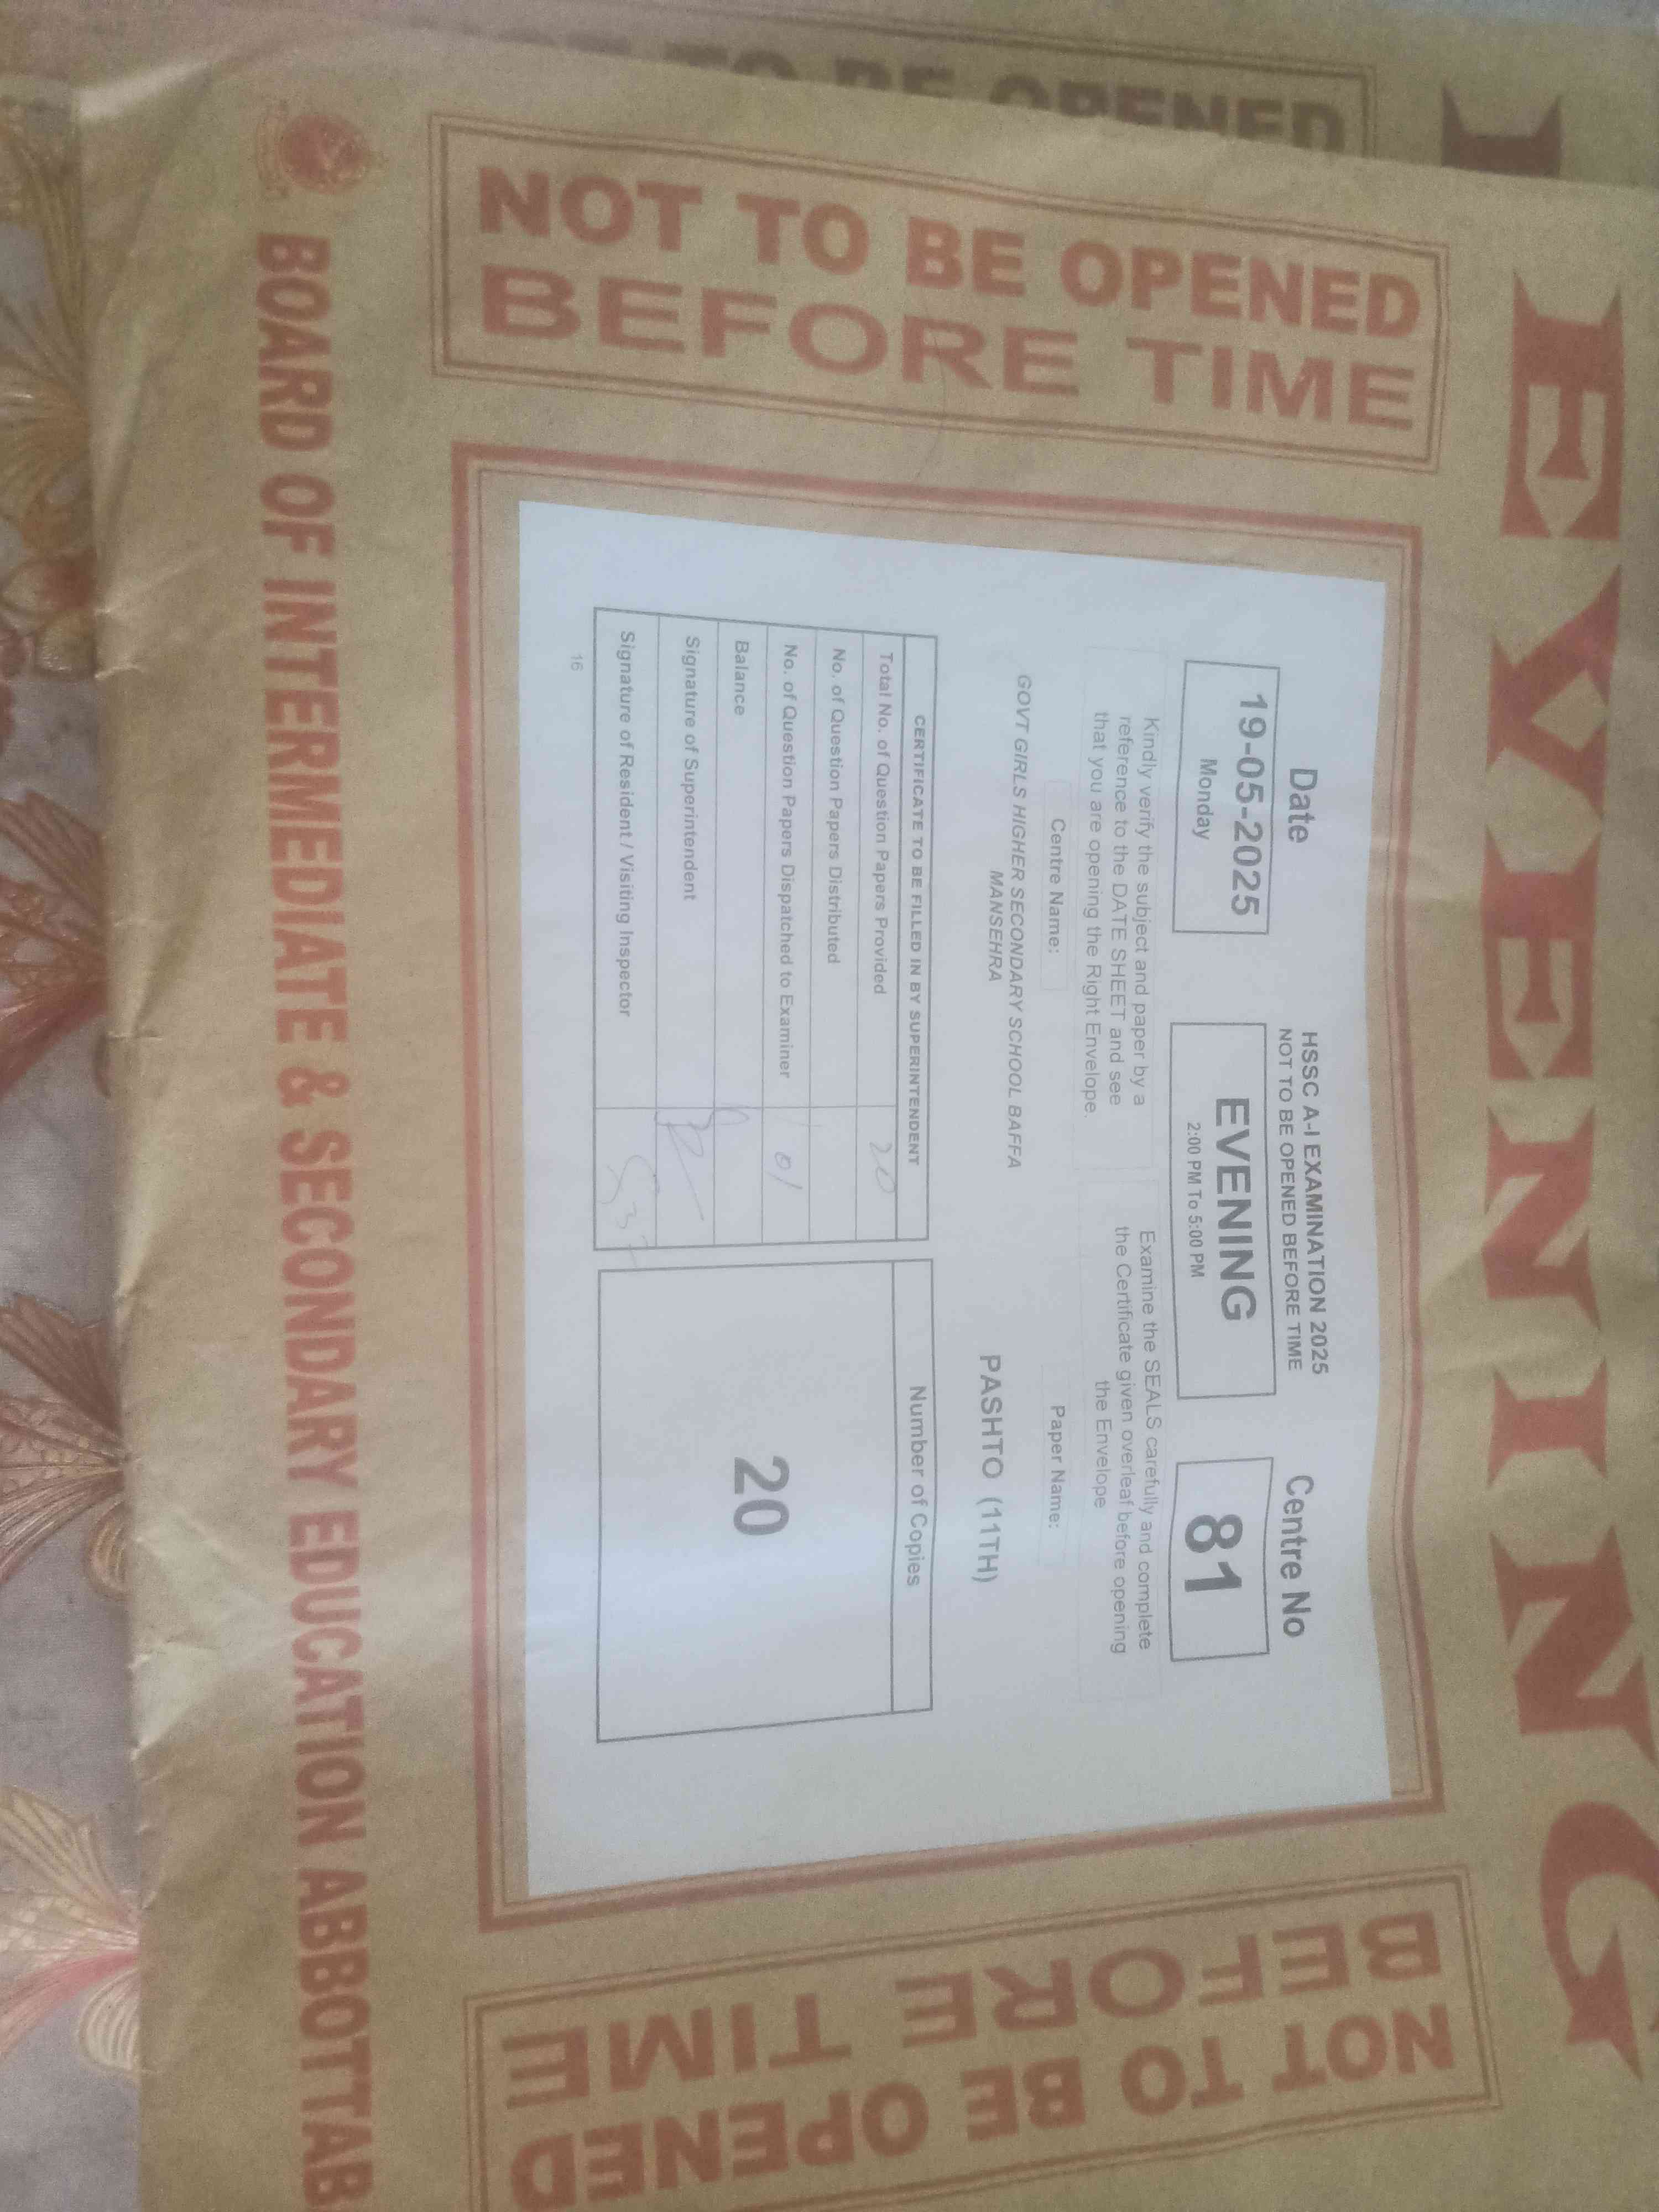 TO BE OPENED
EVENING
NOT TO BE OPENED
BEFORE TIME
Date
19-05-2025
Monday
HSSC A-I EXAMINATION 2025
NOT TO BE OPENED BEFORE TIME
EVENING
2:00 PM To 5:00 PM
Centre No
81
Kindly verify the subject and paper by a
reference to the DATE SHEET and see
that you are opening the Right Envelope.
Examine the SEALS carefully and complete
the Certificate given overleaf before opening
the Envelope
Centre Name:
GOVT GIRLS HIGHER SECONDARY SCHOOL BAFFA
MANSEHRA
Paper Name:
PASHTO (11TH)
CERTIFICATE TO BE FILLED IN BY SUPERINTENDENT
Total No. of Question Papers Provided 20
No. of Question Papers Distributed
No. of Question Papers Dispatched to Examiner 01
Balance
Signature of Superintendent
Signature of Resident / Visiting Inspector
Number of Copies
20
16
NOT TO BE OPENED
BEFORE TIME
BOARD OF INTERMEDIATE & SECONDARY EDUCATION ABBOTTAB